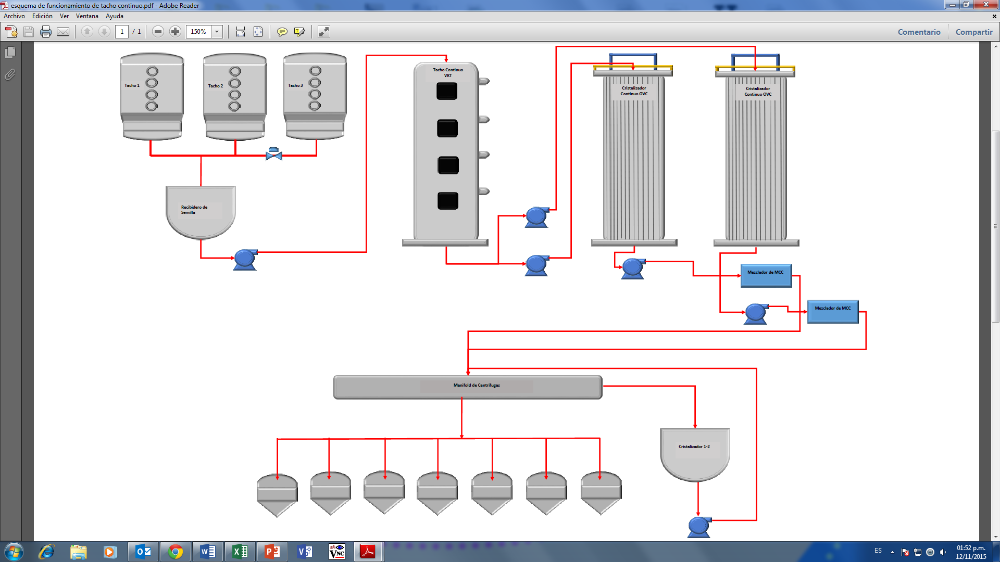 esquema de funcionamiento de tacho continuo.pdf - Adobe Reader
Archivo Edición Ver Ventana Ayuda
1 / 1 150% Comentario Compartir
Tacho 1
Tacho 2
Tacho 3
Tacho Continuo
VKT
Cristalizador
Continuo OVC
Cristalizador
Continuo OVC
Recibidero de
Semilla
Mezclador de MCC
Mezclador de MCC
Manifold de Centrífugas
Cristalizador 1-2
ES
01:52 p.m.
12/11/2015